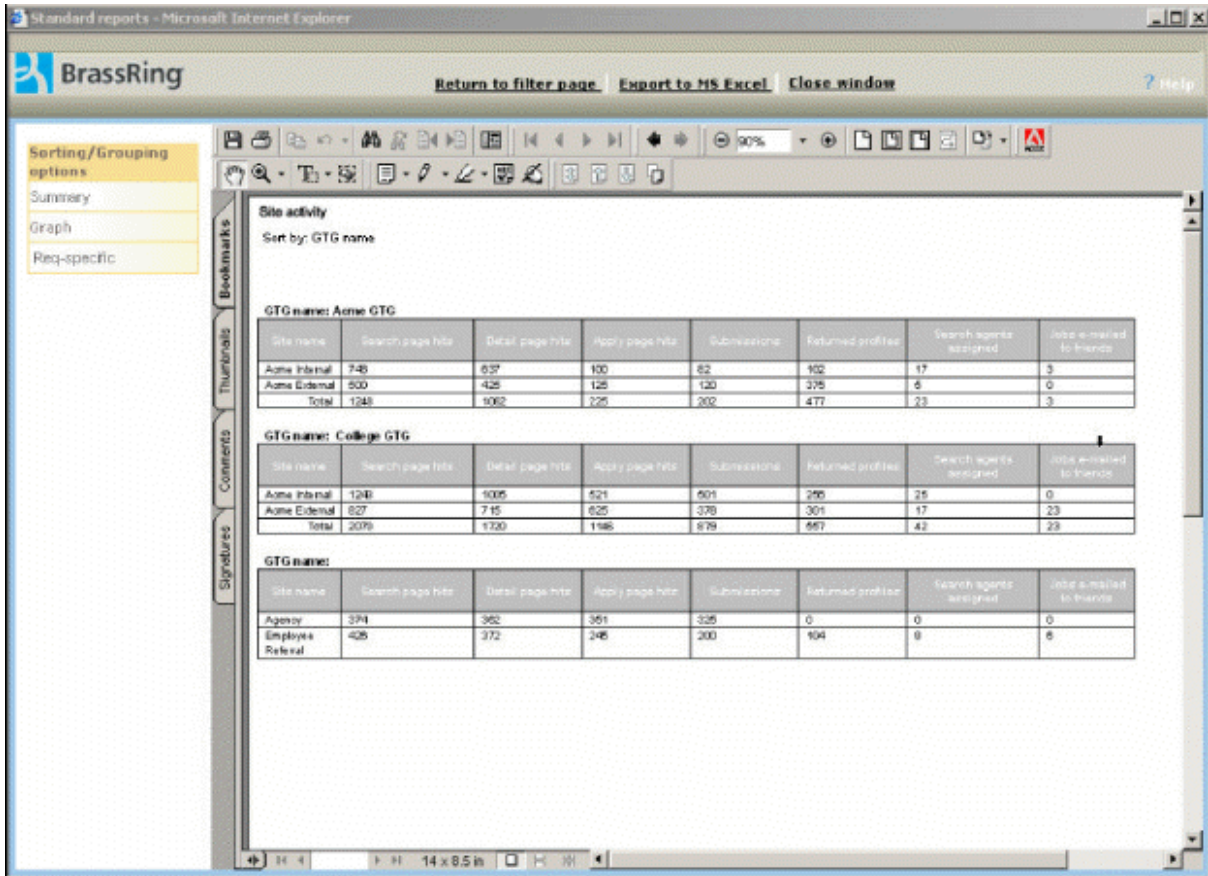 Standard reports - Microsoft Internet Explorer
BrassRing
Return to filter page Export to MS Excel Close window
? Help
Sorting/Grouping
options
Summary
Graph
Req-specific
90%
Bookmarks
Thumbnails
Comments
Signatures
Site activity
Sort by: GTG name
GTG name: Acme GTG
Site name Search page hits Detail page hits Apply page hits Submissions Returned profiles Search agents assigned Jobs e-mailed to friends
Acme Internal 748 637 100 82 102 17 3
Acme External 500 425 125 120 375 6 0
Total 1248 1062 225 202 477 23 3
GTG name: College GTG
Site name Search page hits Detail page hits Apply page hits Submissions Returned profiles Search agents assigned Jobs e-mailed to friends
Acme Internal 1243 1005 521 501 256 25 0
Acme External 827 715 625 378 301 17 23
Total 2070 1720 1146 879 557 42 23
GTG name:
Site name Search page hits Detail page hits Apply page hits Submissions Returned profiles Search agents assigned Jobs e-mailed to friends
Agency 374 362 351 325 0 0 0
Employee Referral 425 372 245 200 104 8 6
14 x 8.5 in